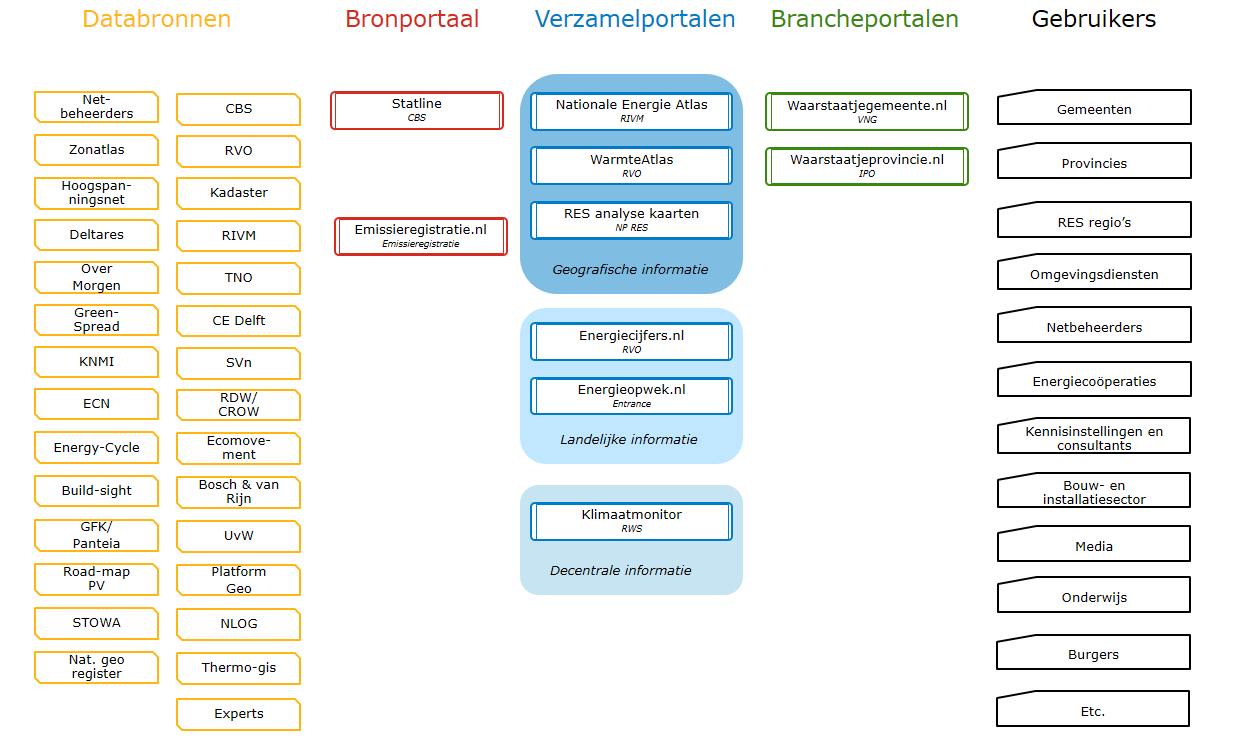 Databronnen
Bronportaal
Verzamelportalen
Brancheportalen
Gebruikers
Net-
beheerders
Zonatlas
Hoogspan-
ningsnet
Deltares
Over
Morgen
Green-
Spread
KNMI
ECN
Energy-Cycle
Build-sight
GFK/
Panteia
Road-map
PV
STOWA
Nat. geo
register
CBS
RVO
Kadaster
RIVM
TNO
CE Delft
SVn
RDW/
CROW
Ecomove-
ment
Bosch & van
Rijn
UvW
Platform
Geo
NLOG
Thermo-gis
Experts
Statline
CBS
Emissieregistratie.nl
Emissieregistratie
Nationale Energie Atlas
RIVM
WarmteAtlas
RVO
RES analyse kaarten
NP RES
Geografische informatie
Energiecijfers.nl
RVO
Energieopwek.nl
Entrance
Landelijke informatie
Klimaatmonitor
RWS
Decentrale informatie
Waarstaatjegemeente.nl
VNG
Waarstaatjeprovincie.nl
IPO
Gemeenten
Provincies
RES regio's
Omgevingsdiensten
Netbeheerders
Energiecoöperaties
Kennisinstellingen en
consultants
Bouw- en
installatiesector
Media
Onderwijs
Burgers
Etc.